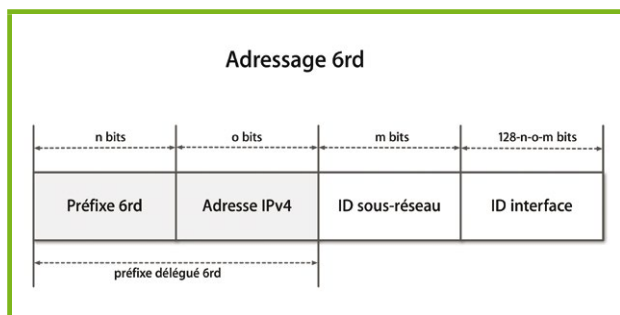 Adressage 6rd
n bits o bits m bits 128-n-o-m bits
Préfixe 6rd Adresse IPv4 ID sous-réseau ID interface
préfixe délégué 6rd